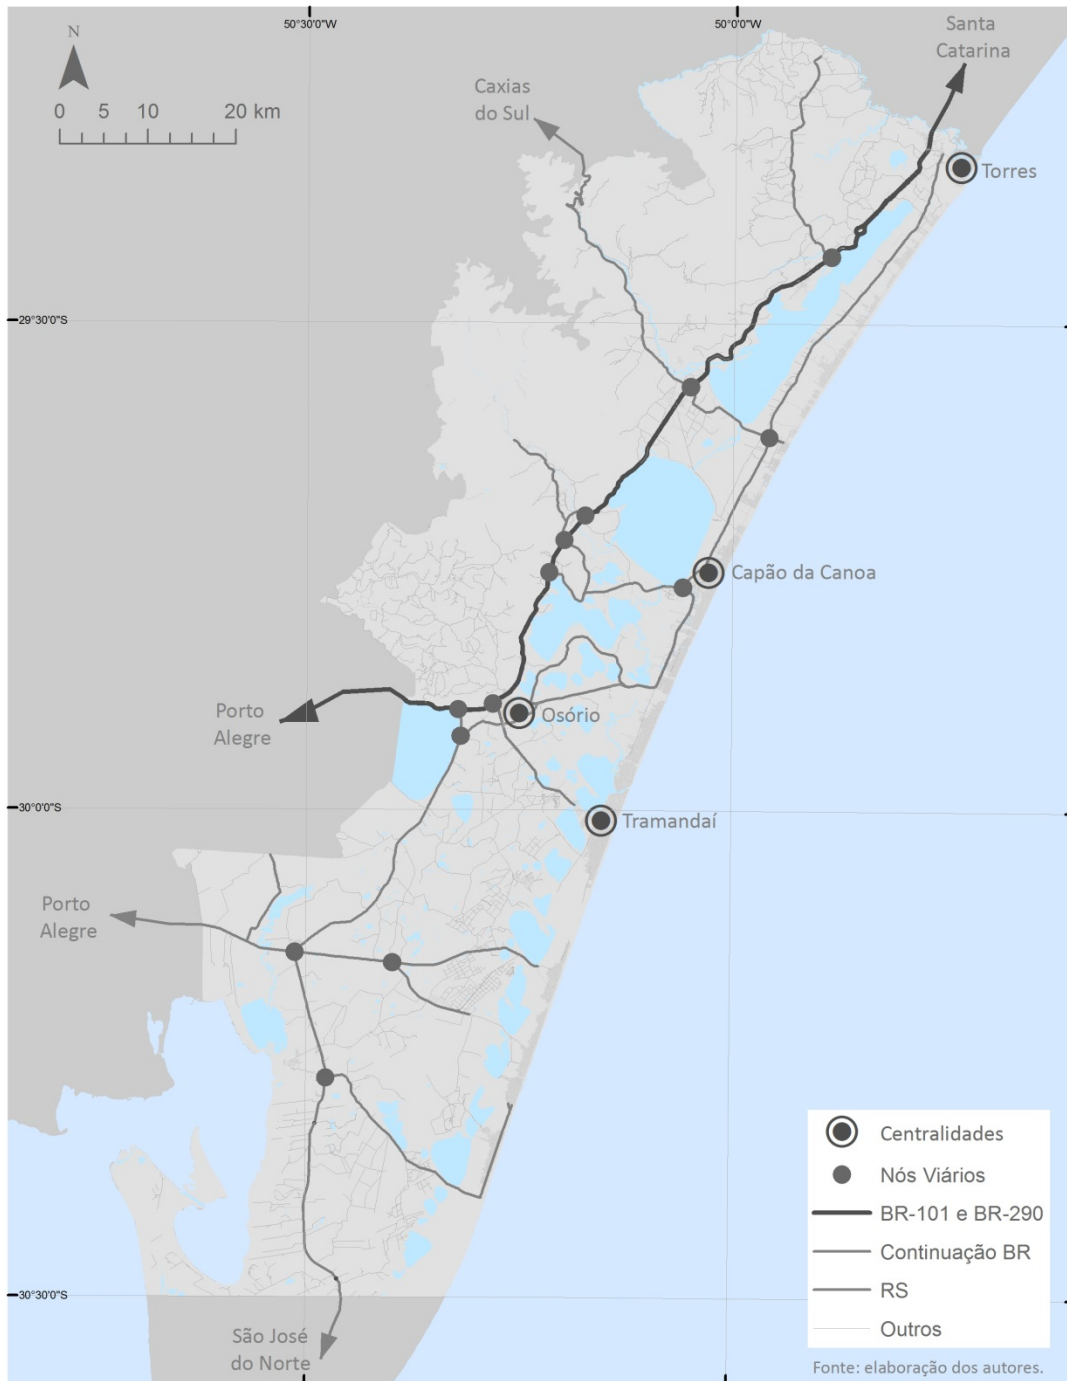 50°30'0"W
50°0'0"W
N
0 5 10 20 km
Santa
Catarina
Caxias
do Sul
Torres
29°30'0"S
Capão da Canoa
Porto
Alegre
Osório
30°0'0"S
Tramandaí
Porto
Alegre
30°30'0"S
São José
do Norte
Centralidades
Nós Viários
BR-101 e BR-290
Continuação BR
RS
Outros
Fonte: elaboração dos autores.